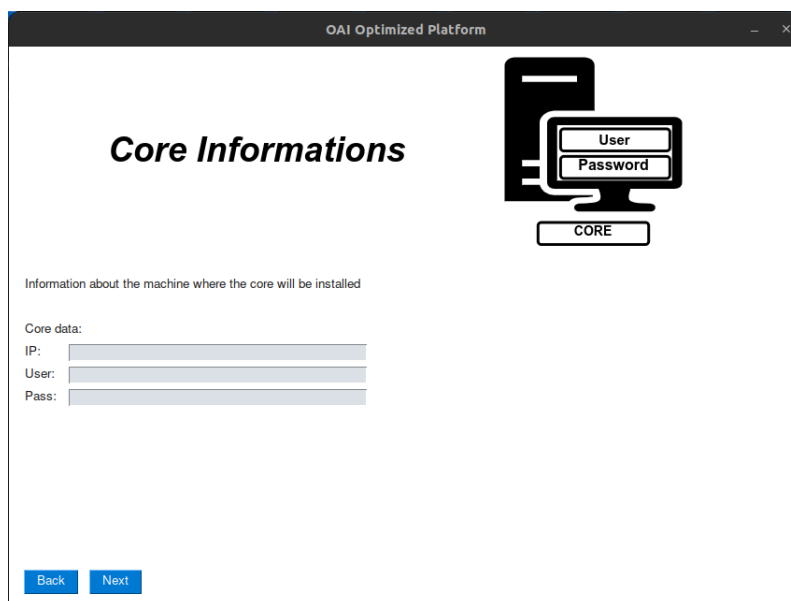 OAI Optimized Platform
Core Informations
User
Password
CORE
Information about the machine where the core will be installed
Core data:
IP:
User:
Pass:
Back Next